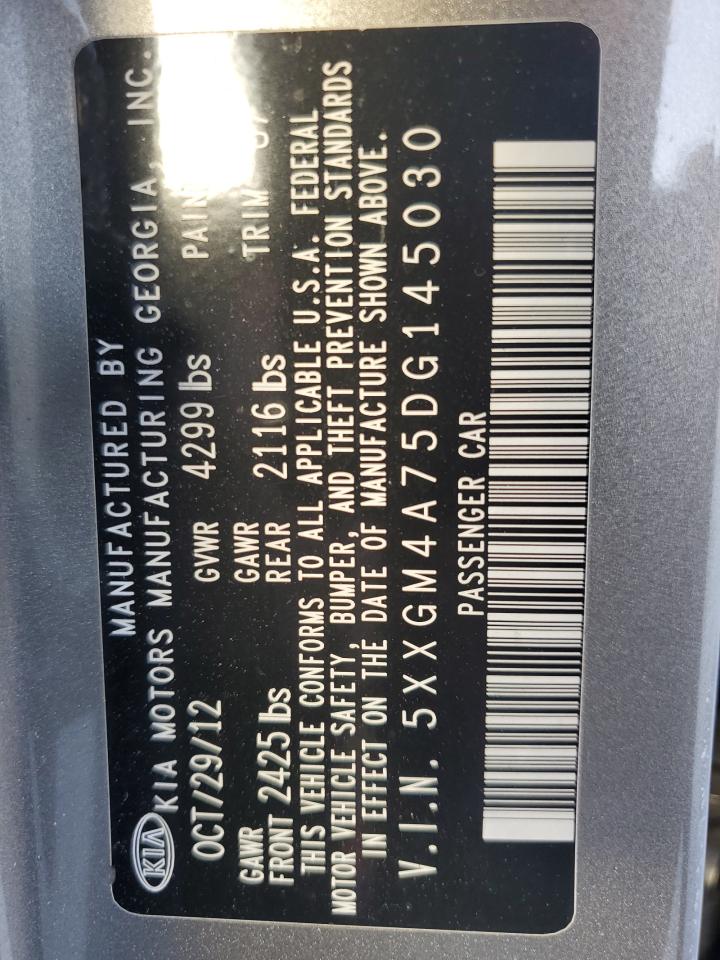 MANUFACTURED BY
KIA KIA MOTORS MANUFACTURING GEORGIA, INC.
OCT/29/12 GVWR 4299 lbs
GAWR GAWR TRIM
FRONT 2425 lbs REAR 2116 lbs
THIS VEHICLE CONFORMS TO ALL APPLICABLE U.S.A. FEDERAL
MOTOR VEHICLE SAFETY, BUMPER, AND THEFT PREVENTION STANDARDS
IN EFFECT ON THE DATE OF MANUFACTURE SHOWN ABOVE.
V.I.N. 5XXGM4A75DG145030
PASSENGER CAR